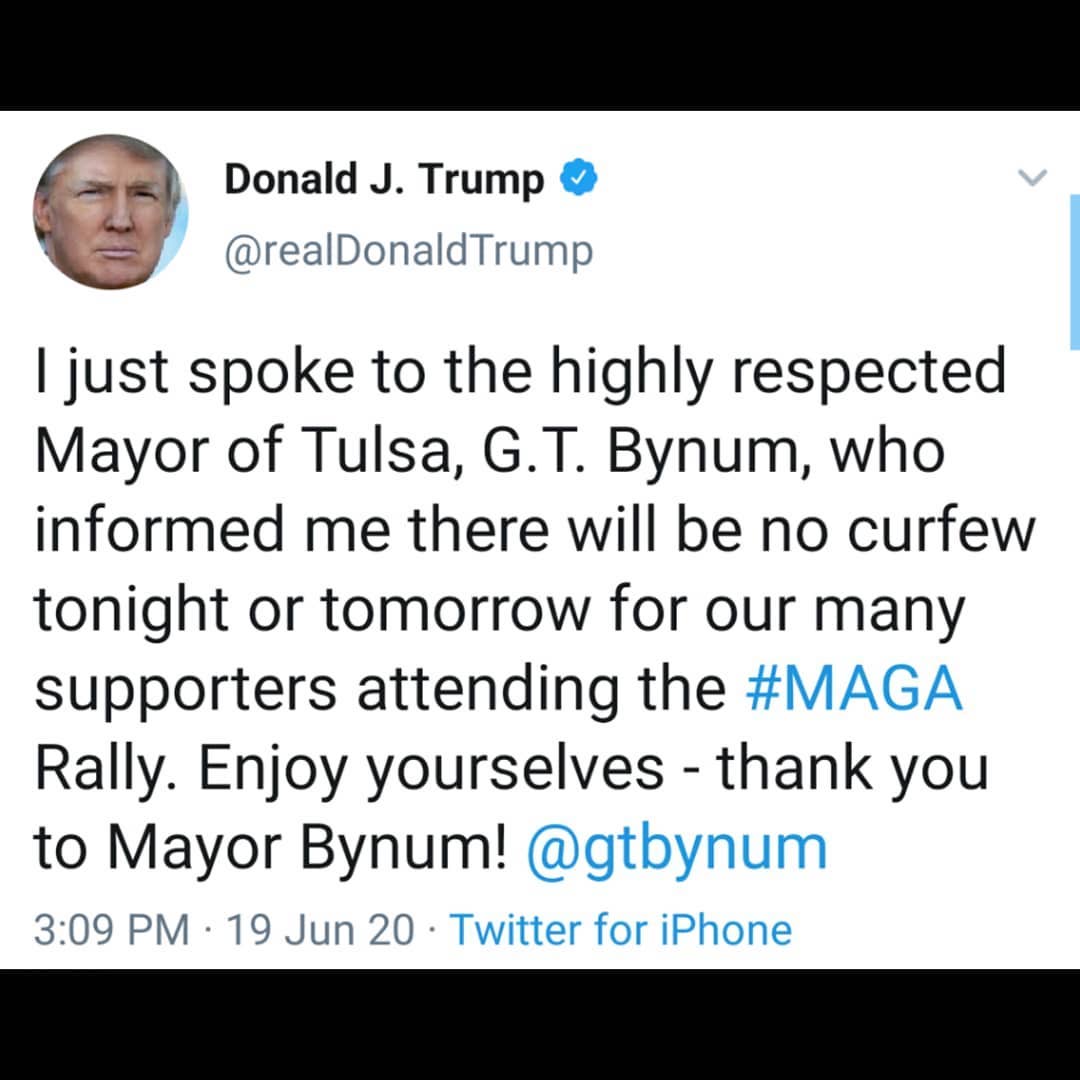 Donald J. Trump
@realDonaldTrump
I just spoke to the highly respected
Mayor of Tulsa, G.T. Bynum, who
informed me there will be no curfew
tonight or tomorrow for our many
supporters attending the #MAGA
Rally. Enjoy yourselves - thank you
to Mayor Bynum! @gtbynum
3:09 PM · 19 Jun 20 · Twitter for iPhone